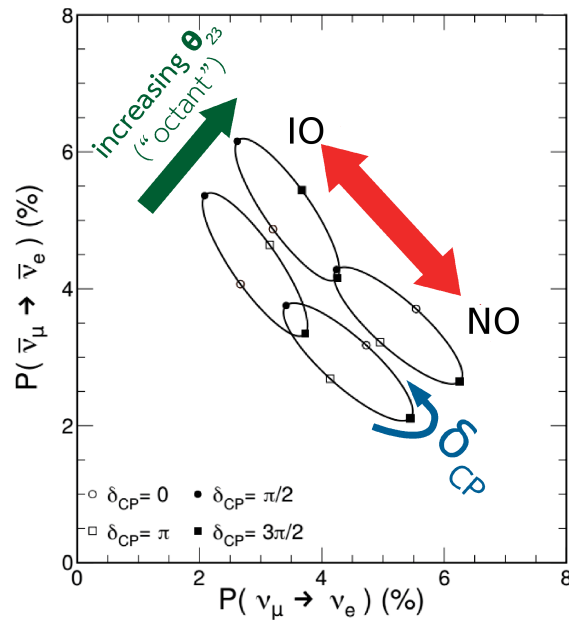 8
6
4
2
0
0
2
4
6
8
P( ν̅μ → ν̅e ) (%)
P( νμ → νe ) (%)
increasing θ23
("octant")
IO
NO
δCP
δCP= 0
δCP= π/2
δCP= π
δCP= 3π/2